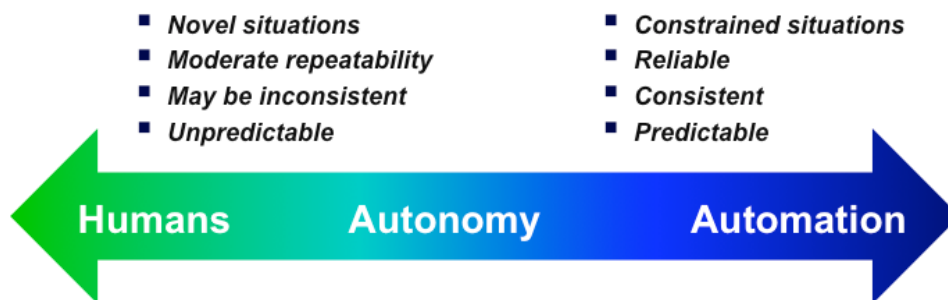 Novel situations
Moderate repeatability
May be inconsistent
Unpredictable
Constrained situations
Reliable
Consistent
Predictable
Humans
Autonomy
Automation